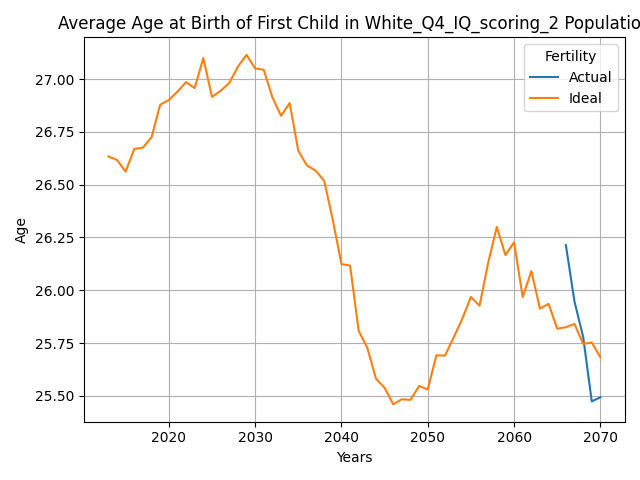 Average Age at Birth of First Child in White_Q4_IQ_scoring_2 Populatio
Fertility
Actual
Ideal
27.00
26.75
26.50
26.25
26.00
25.75
25.50
Age
2020 2030 2040 2050 2060 2070
Years